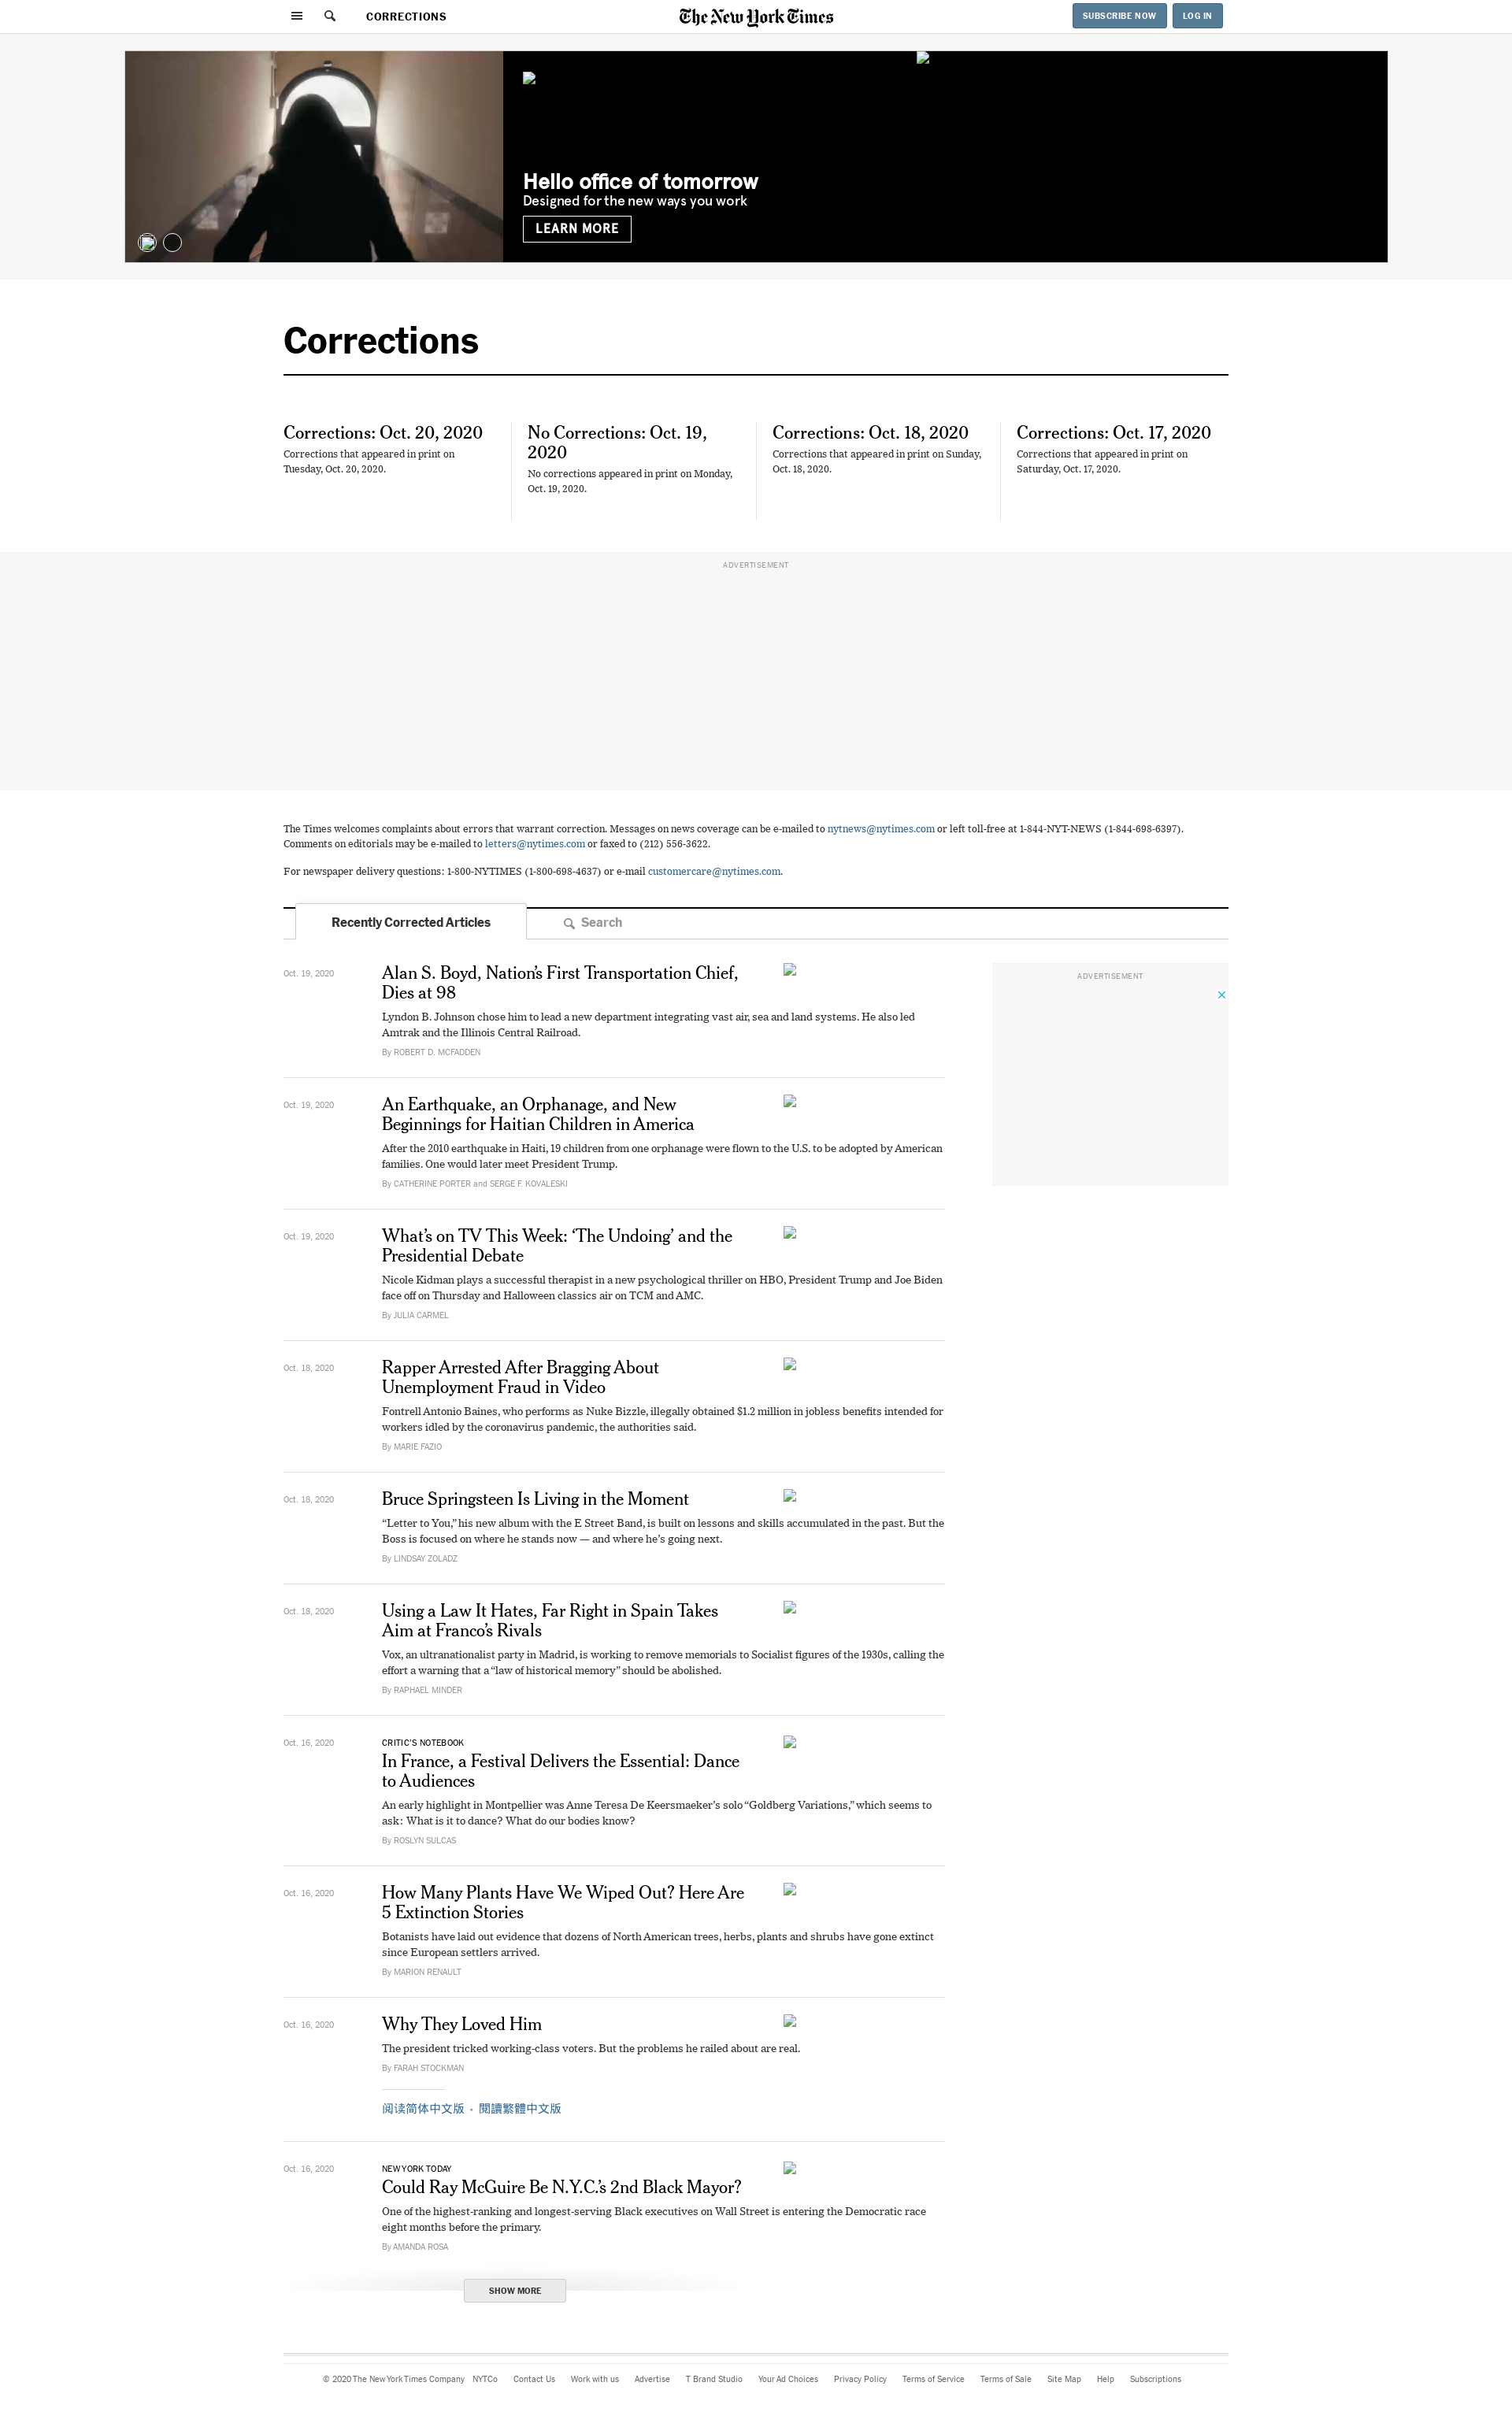 CORRECTIONS
The New York Times
SUBSCRIBE NOW
LOG IN
Hello office of tomorrow
Designed for the new ways you work
LEARN MORE
Corrections
Corrections: Oct. 20, 2020
Corrections that appeared in print on
Tuesday, Oct. 20, 2020.
No Corrections: Oct. 19,
2020
No corrections appeared in print on Monday,
Oct. 19, 2020.
Corrections: Oct. 18, 2020
Corrections that appeared in print on Sunday,
Oct. 18, 2020.
Corrections: Oct. 17, 2020
Corrections that appeared in print on
Saturday, Oct. 17, 2020.
ADVERTISEMENT
The Times welcomes complaints about errors that warrant correction. Messages on news coverage can be e-mailed to nytnews@nytimes.com or left toll-free at 1-844-NYT-NEWS (1-844-698-6397).
Comments on editorials may be e-mailed to letters@nytimes.com or faxed to (212) 556-3622.
For newspaper delivery questions: 1-800-NYTIMES (1-800-698-4637) or e-mail customercare@nytimes.com.
Recently Corrected Articles
Search
ADVERTISEMENT
Oct. 19, 2020
Alan S. Boyd, Nation’s First Transportation Chief,
Dies at 98
Lyndon B. Johnson chose him to lead a new department integrating vast air, sea and land systems. He also led
Amtrak and the Illinois Central Railroad.
By ROBERT D. MCFADDEN
Oct. 19, 2020
An Earthquake, an Orphanage, and New
Beginnings for Haitian Children in America
After the 2010 earthquake in Haiti, 19 children from one orphanage were flown to the U.S. to be adopted by American
families. One would later meet President Trump.
By CATHERINE PORTER and SERGE F. KOVALESKI
Oct. 19, 2020
What’s on TV This Week: ‘The Undoing’ and the
Presidential Debate
Nicole Kidman plays a successful therapist in a new psychological thriller on HBO, President Trump and Joe Biden
face off on Thursday and Halloween classics air on TCM and AMC.
By JULIA CARMEL
Oct. 18, 2020
Rapper Arrested After Bragging About
Unemployment Fraud in Video
Fontrell Antonio Baines, who performs as Nuke Bizzle, illegally obtained $1.2 million in jobless benefits intended for
workers idled by the coronavirus pandemic, the authorities said.
By MARIE FAZIO
Oct. 18, 2020
Bruce Springsteen Is Living in the Moment
“Letter to You,” his new album with the E Street Band, is built on lessons and skills accumulated in the past. But the
Boss is focused on where he stands now — and where he’s going next.
By LINDSAY ZOLADZ
Oct. 18, 2020
Using a Law It Hates, Far Right in Spain Takes
Aim at Franco’s Rivals
Vox, an ultranationalist party in Madrid, is working to remove memorials to Socialist figures of the 1930s, calling the
effort a warning that a “law of historical memory” should be abolished.
By RAPHAEL MINDER
Oct. 16, 2020
CRITIC’S NOTEBOOK
In France, a Festival Delivers the Essential: Dance
to Audiences
An early highlight in Montpellier was Anne Teresa De Keersmaeker’s solo “Goldberg Variations,” which seems to
ask: What is it to dance? What do our bodies know?
By ROSLYN SULCAS
Oct. 16, 2020
How Many Plants Have We Wiped Out? Here Are
5 Extinction Stories
Botanists have laid out evidence that dozens of North American trees, herbs, plants and shrubs have gone extinct
since European settlers arrived.
By MARION RENAULT
Oct. 16, 2020
Why They Loved Him
The president tricked working-class voters. But the problems he railed about are real.
By FARAH STOCKMAN
阅读简体中文版 • 閱讀繁體中文版
Oct. 16, 2020
NEW YORK TODAY
Could Ray McGuire Be N.Y.C.’s 2nd Black Mayor?
One of the highest-ranking and longest-serving Black executives on Wall Street is entering the Democratic race
eight months before the primary.
By AMANDA ROSA
SHOW MORE
© 2020 The New York Times Company NYTCo Contact Us Work with us Advertise T Brand Studio Your Ad Choices Privacy Policy Terms of Service Terms of Sale Site Map Help Subscriptions